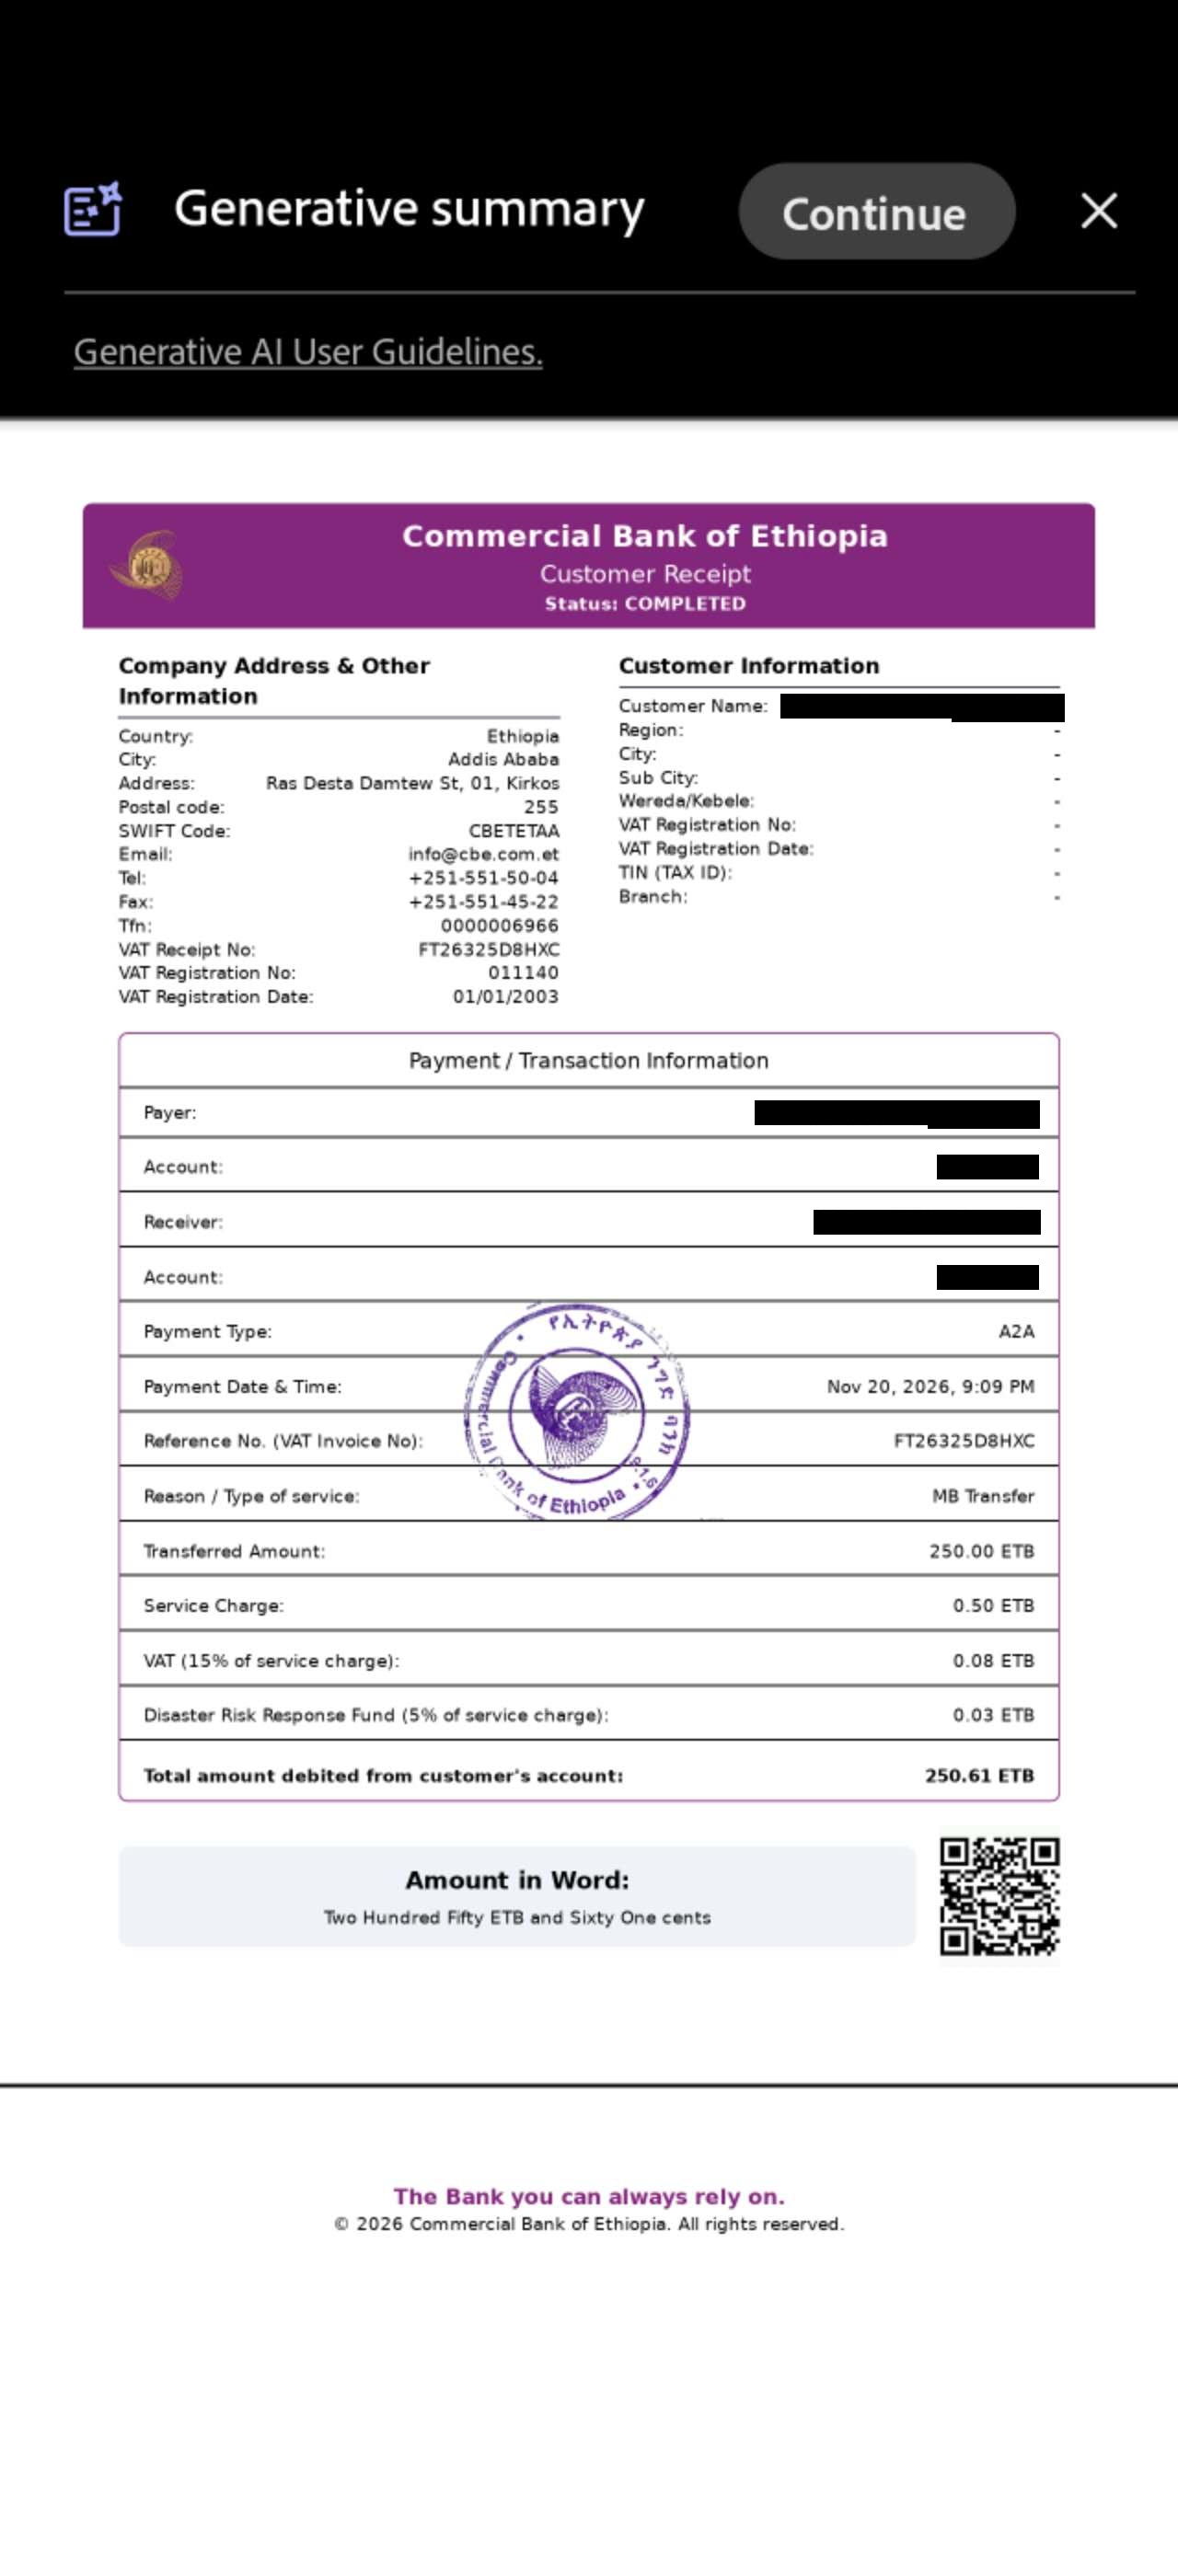 Generative summary
Continue
Generative AI User Guidelines.
Commercial Bank of Ethiopia
Customer Receipt
Status: COMPLETED
Company Address & Other
Information
Country: Ethiopia
City: Addis Ababa
Address: Ras Desta Damtew St, 01, Kirkos
Postal code: 255
SWIFT Code: CBETETAA
Email: info@cbe.com.et
Tel: +251-551-50-04
Fax: +251-551-45-22
Tfn: 0000006966
VAT Receipt No: FT26325D8HXC
VAT Registration No: 011140
VAT Registration Date: 01/01/2003
Customer Information
Customer Name:
Region: -
City: -
Sub City: -
Wereda/Kebele: -
VAT Registration No: -
VAT Registration Date: -
TIN (TAX ID): -
Branch: -
Payment / Transaction Information
Payer:
Account:
Receiver:
Account:
Payment Type: A2A
Payment Date & Time: Nov 20, 2026, 9:09 PM
Reference No. (VAT Invoice No): FT26325D8HXC
Reason / Type of service: MB Transfer
Transferred Amount: 250.00 ETB
Service Charge: 0.50 ETB
VAT (15% of service charge): 0.08 ETB
Disaster Risk Response Fund (5% of service charge): 0.03 ETB
Total amount debited from customer's account: 250.61 ETB
የኢትዮጵያ ንግድ ባንክ
Commercial Bank of Ethiopia
Amount in Word:
Two Hundred Fifty ETB and Sixty One cents
The Bank you can always rely on.
© 2026 Commercial Bank of Ethiopia. All rights reserved.